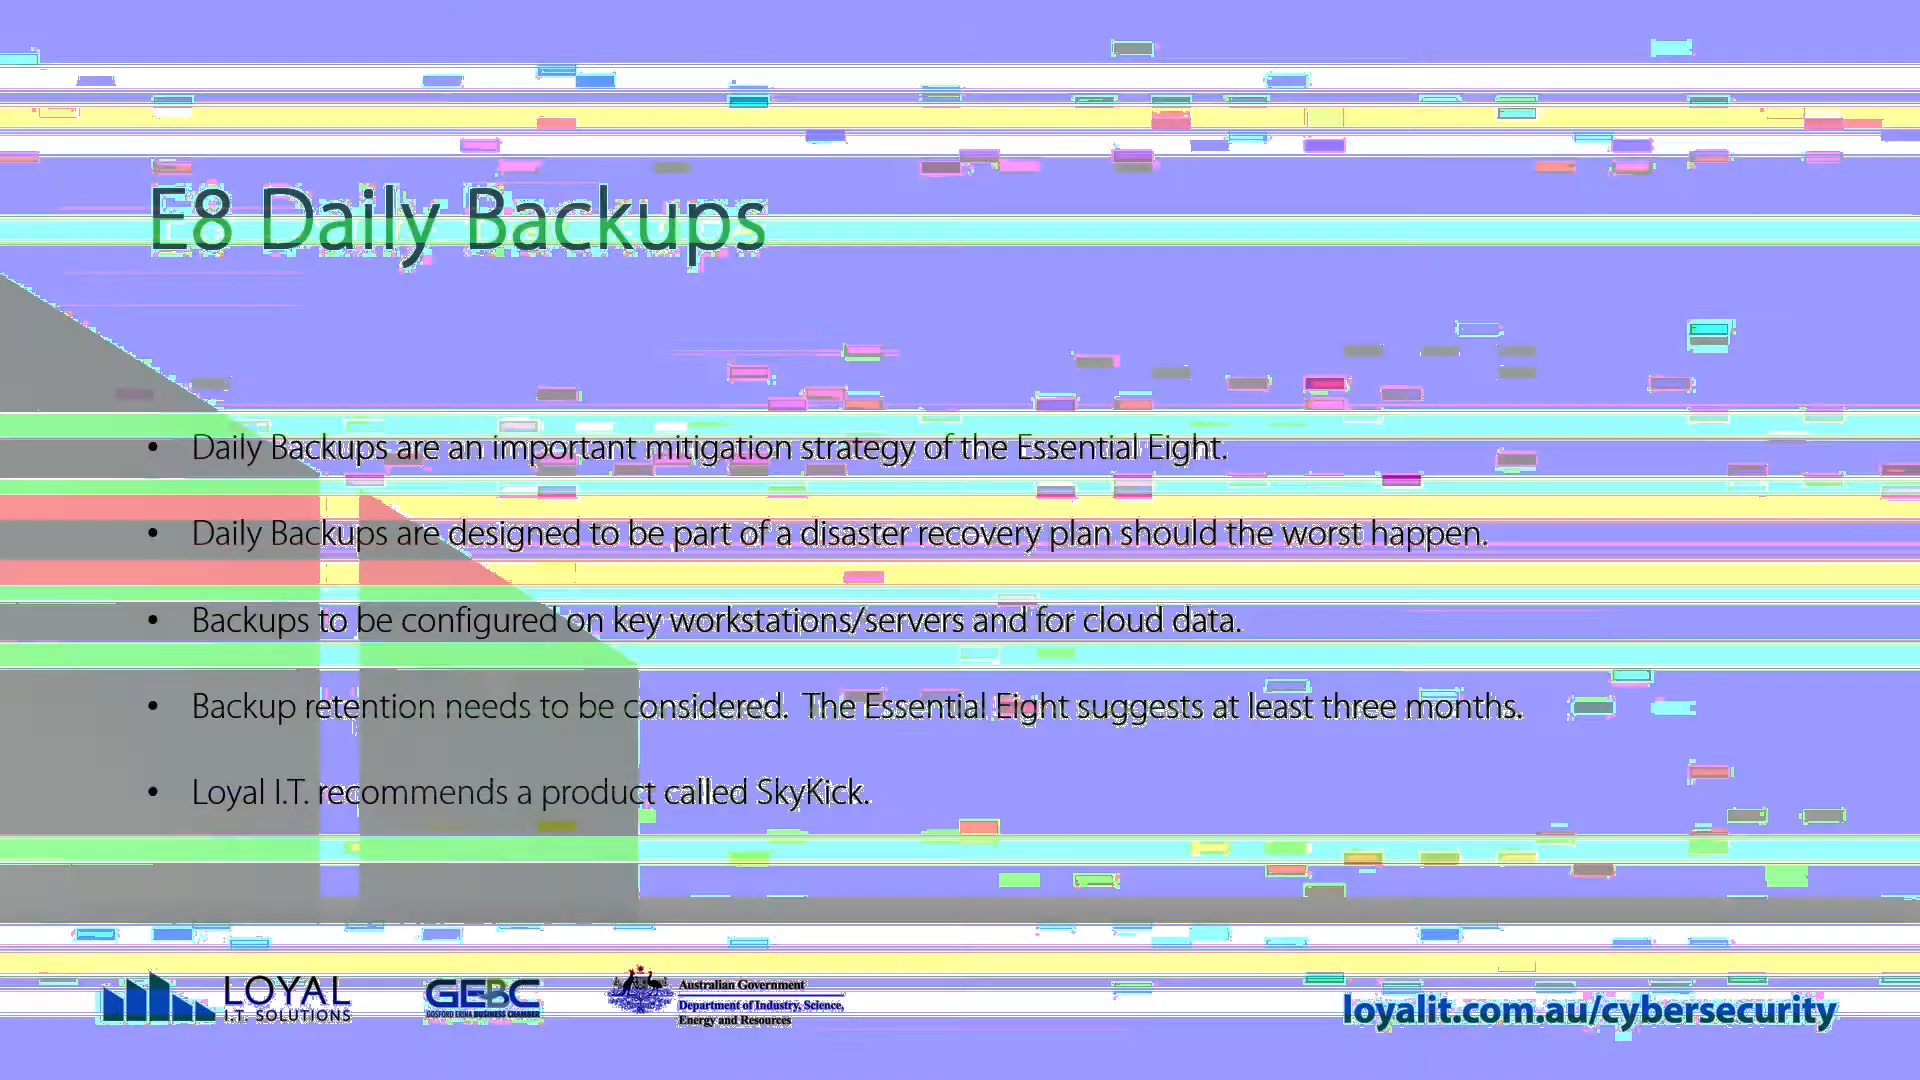 E8 Daily Backups
• Daily Backups are an important mitigation strategy of the Essential Eight.
• Daily Backups are designed to be part of a disaster recovery plan should the worst happen.
• Backups to be configured on key workstations/servers and for cloud data.
• Backup retention needs to be considered.  The Essential Eight suggests at least three months.
• Loyal I.T. recommends a product called SkyKick.
LOYAL
I.T. SOLUTIONS
GEBC
GOSFORD ERINA BUSINESS CHAMBER
Australian Government
Department of Industry, Science,
Energy and Resources
loyalit.com.au/cybersecurity